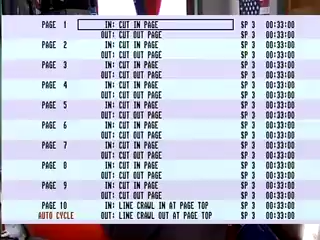 PAGE 1 IN: CUT IN PAGE SP 3 00:33:00
OUT: CUT OUT PAGE SP 3 00:33:00
PAGE 2 IN: CUT IN PAGE SP 3 00:33:00
OUT: CUT OUT PAGE SP 3 00:33:00
PAGE 3 IN: CUT IN PAGE SP 3 00:33:00
OUT: CUT OUT PAGE SP 3 00:33:00
PAGE 4 IN: CUT IN PAGE SP 3 00:33:00
OUT: CUT OUT PAGE SP 3 00:33:00
PAGE 5 IN: CUT IN PAGE SP 3 00:33:00
OUT: CUT OUT PAGE SP 3 00:33:00
PAGE 6 IN: CUT IN PAGE SP 3 00:33:00
OUT: CUT OUT PAGE SP 3 00:33:00
PAGE 7 IN: CUT IN PAGE SP 3 00:33:00
OUT: CUT OUT PAGE SP 3 00:33:00
PAGE 8 IN: CUT IN PAGE SP 3 00:33:00
OUT: CUT OUT PAGE SP 3 00:33:00
PAGE 9 IN: CUT IN PAGE SP 3 00:33:00
OUT: CUT OUT PAGE SP 3 00:33:00
PAGE 10 IN: LINE CRAWL IN AT PAGE TOP SP 3 00:33:00
AUTO CYCLE OUT: LINE CRAWL OUT AT PAGE TOP SP 3 00:33:00